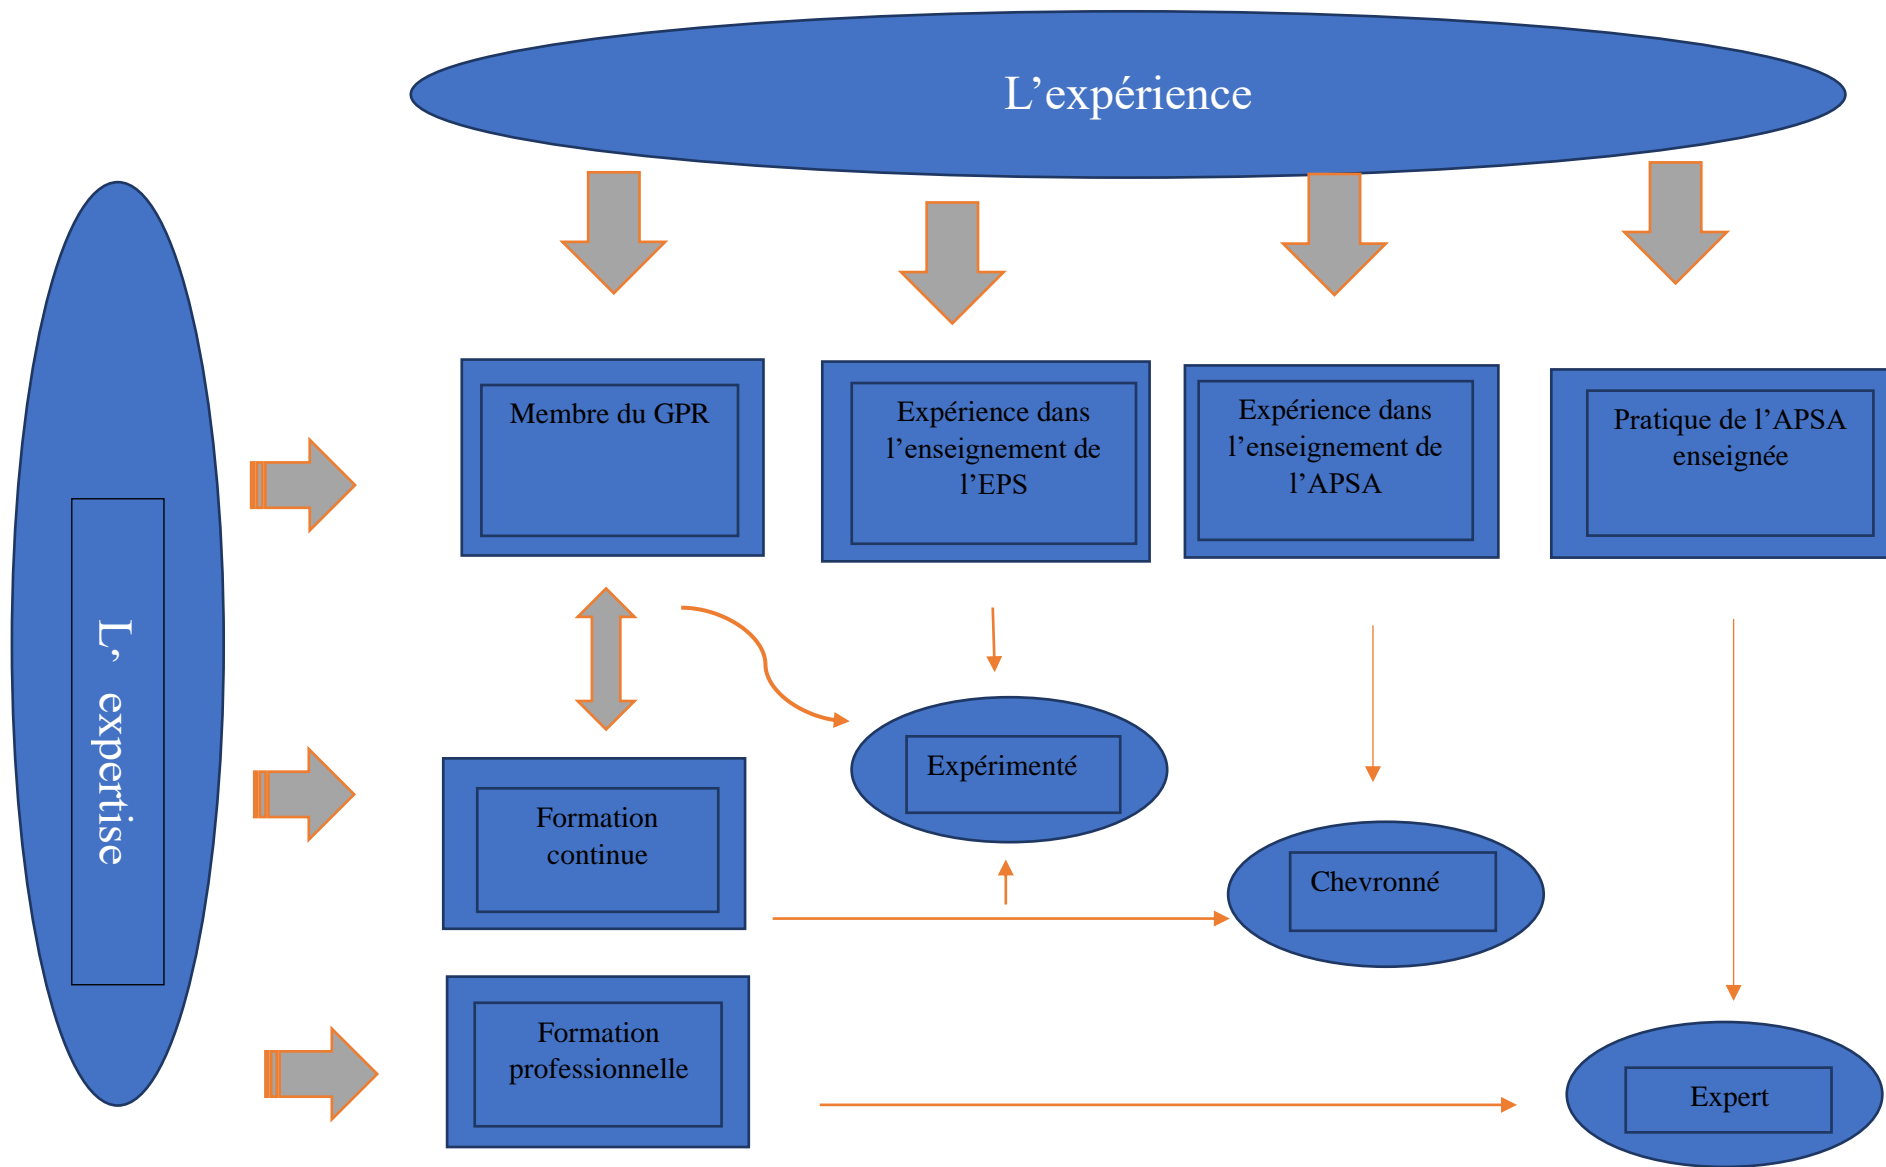 L’expérience
L’ expertise
Membre du GPR
Expérience dans
l’enseignement de
l’EPS
Expérience dans
l’enseignement de
l’APSA
Pratique de l’APSA
enseignée
Expérimenté
Formation
continue
Chevronné
Formation
professionnelle
Expert